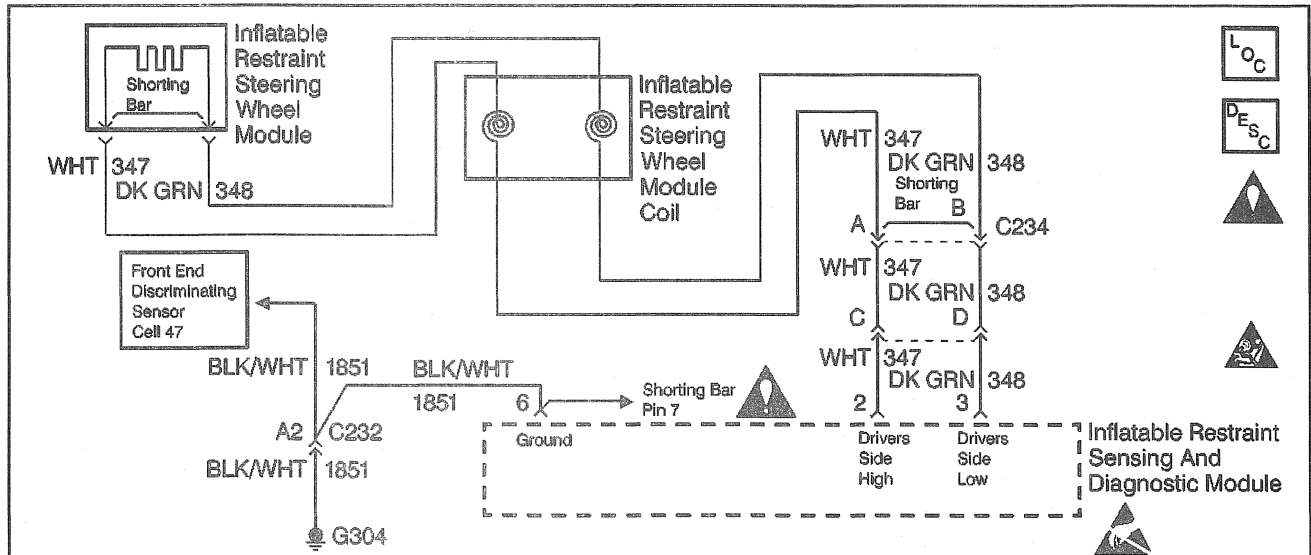 Inflatable
Restraint
Steering
Wheel
Module
Shorting
Bar
WHT 347
DK GRN 348
Inflatable
Restraint
Steering
Wheel
Module
Coil
WHT 347
DK GRN 348
Shorting
Bar
A B C234
WHT 347
DK GRN 348
C D
WHT 347
DK GRN 348
2 3
LOC
DESC
Front End
Discriminating
Sensor
Cell 47
BLK/WHT 1851
BLK/WHT
1851 6
Shorting Bar
Pin 7
A2 C232
BLK/WHT 1851
G304
Ground
Drivers
Side
High
Drivers
Side
Low
Inflatable Restraint
Sensing And
Diagnostic Module